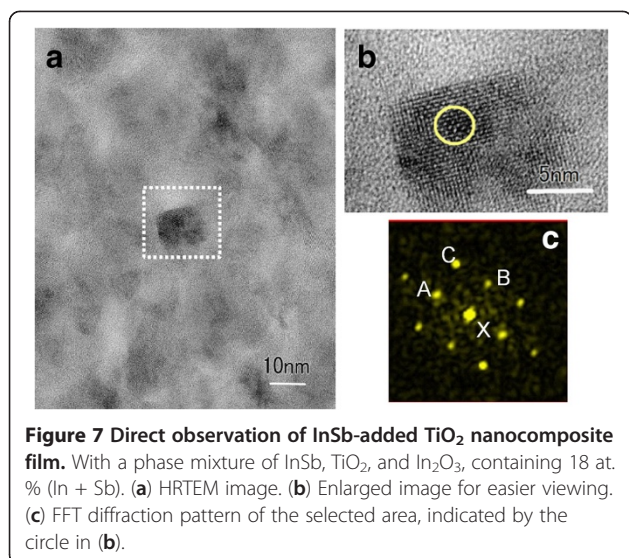 a
10nm
b
5nm
c
C
B
A
X
Figure 7 Direct observation of InSb-added TiO₂ nanocomposite
film. With a phase mixture of InSb, TiO₂, and In₂O₃, containing 18 at.
% (In + Sb). (a) HRTEM image. (b) Enlarged image for easier viewing.
(c) FFT diffraction pattern of the selected area, indicated by the
circle in (b).